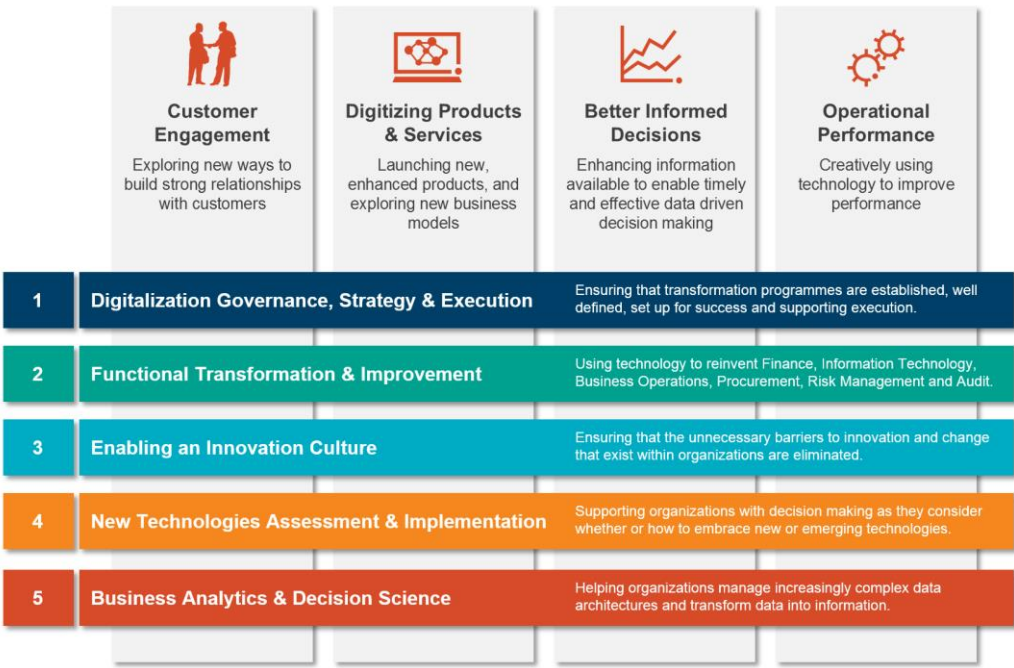 Customer
Engagement
Exploring new ways to
build strong relationships
with customers
Digitizing Products
& Services
Launching new,
enhanced products, and
exploring new business
models
Better Informed
Decisions
Enhancing information
available to enable timely
and effective data driven
decision making
Operational
Performance
Creatively using
technology to improve
performance
1
Digitalization Governance, Strategy & Execution
Ensuring that transformation programmes are established, well
defined, set up for success and supporting execution.
2
Functional Transformation & Improvement
Using technology to reinvent Finance, Information Technology,
Business Operations, Procurement, Risk Management and Audit.
3
Enabling an Innovation Culture
Ensuring that the unnecessary barriers to innovation and change
that exist within organizations are eliminated.
4
New Technologies Assessment & Implementation
Supporting organizations with decision making as they consider
whether or how to embrace new or emerging technologies.
5
Business Analytics & Decision Science
Helping organizations manage increasingly complex data
architectures and transform data into information.